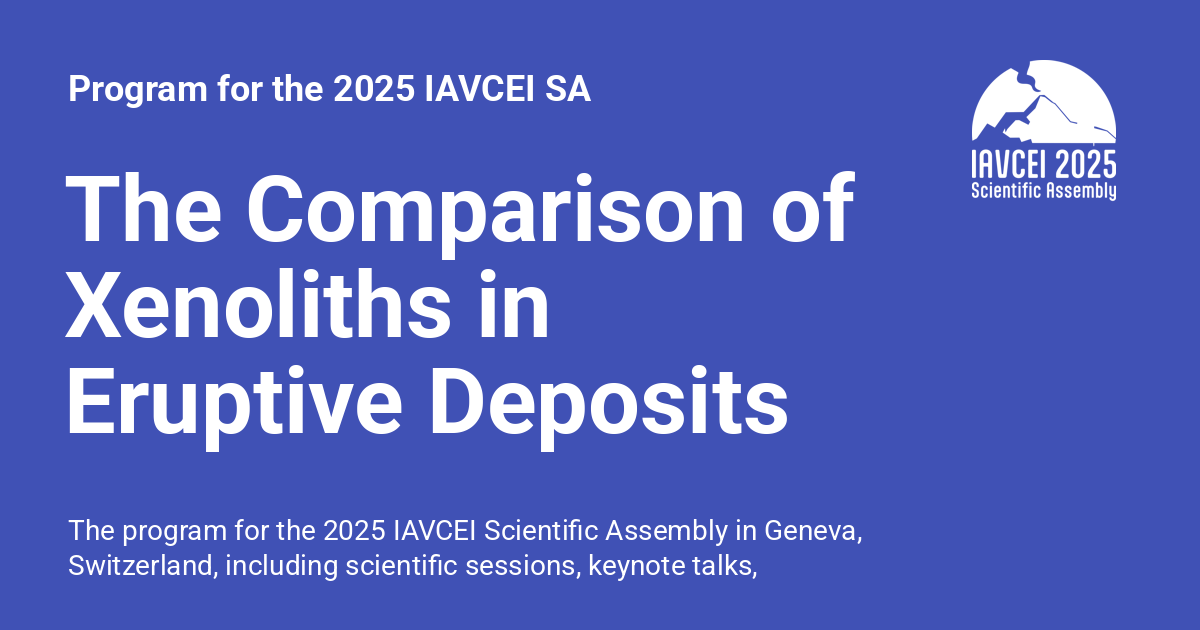 Program for the 2025 IAVCEI SA
IAVCEI 2025
Scientific Assembly
The Comparison of
Xenoliths in
Eruptive Deposits
The program for the 2025 IAVCEI Scientific Assembly in Geneva,
Switzerland, including scientific sessions, keynote talks,